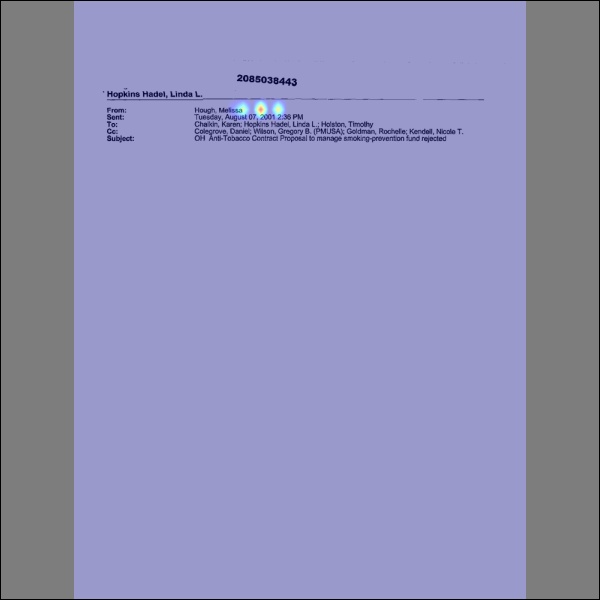 2085038443
Hopkins Hadel, Linda L.
From: Hough, Melissa
Sent: Tuesday, August 07, 2001 2:36 PM
To: Chaikin, Karen; Hopkins Hadel, Linda L.; Holston, Timothy
Cc: Colegrove, Daniel; Wilson, Gregory B. (PMUSA); Goldman, Rochelle; Kendell, Nicole T.
Subject: OH Anti-Tobacco Contract Proposal to manage smoking-prevention fund rejected